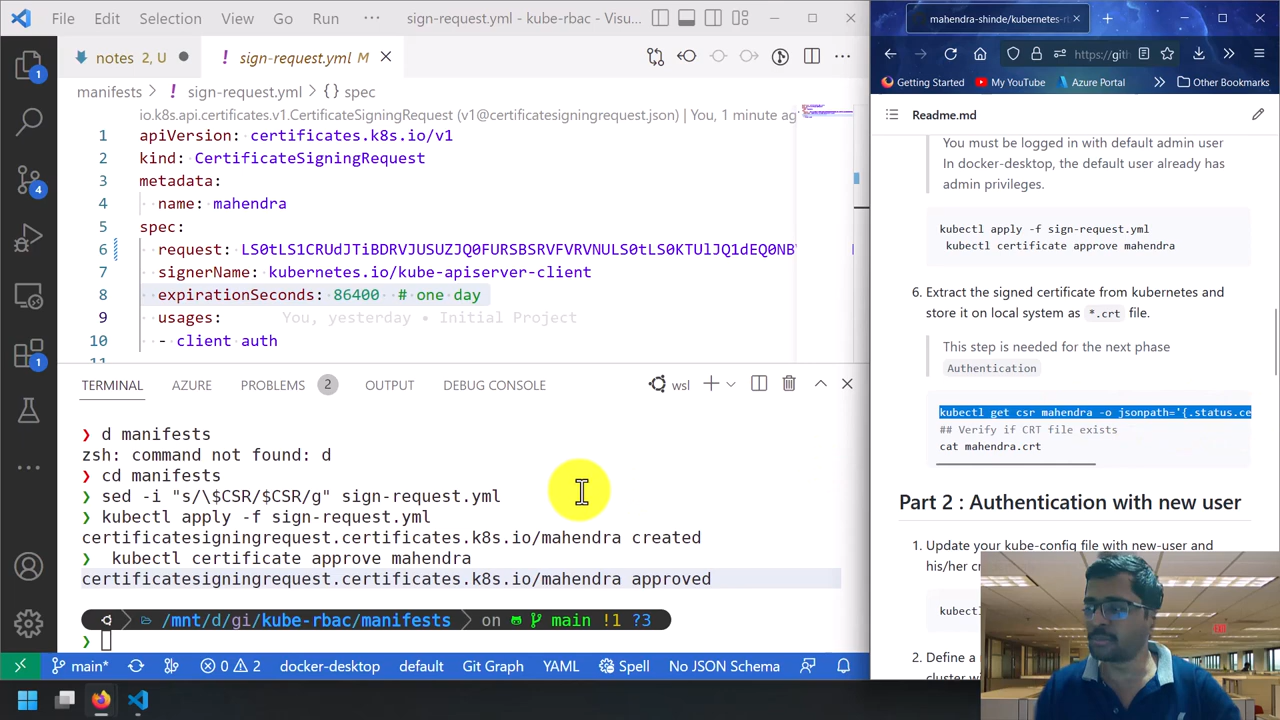 File Edit Selection View Go Run ··· sign-request.yml - kube-rbac - Visu...
notes 2, U ● sign-request.yml M ×
manifests > ! sign-request.yml > {} spec
io.k8s.api.certificates.v1.CertificateSigningRequest (v1@certificatesigningrequest.json) | You, 1 minute ag
1 apiVersion: certificates.k8s.io/v1
2 kind: CertificateSigningRequest
3 metadata:
4 name: mahendra
5 spec:
6 request:
7 signerName: kubernetes.io/kube-apiserver-client
8 expirationSeconds: 86400 # one day
9 usages: You, yesterday • Initial Project
10 - client auth
11
TERMINAL AZURE PROBLEMS 2 OUTPUT DEBUG CONSOLE wsl
❯ d manifests
zsh: command not found: d
❯ cd manifests
❯ sed -i "s/\$CSR/$CSR/g" sign-request.yml
❯ kubectl apply -f sign-request.yml
certificatesigningrequest.certificates.k8s.io/mahendra created
❯ kubectl certificate approve mahendra
certificatesigningrequest.certificates.k8s.io/mahendra approved
/mnt/d/gi/kube-rbac/manifests on main !1 ?3
❯
main* 0 2 docker-desktop default Git Graph YAML Spell No JSON Schema
1
4
1
mahendra-shinde/kubernetes-r
https://gith
Getting Started My YouTube Azure Portal Other Bookmarks
Readme.md
You must be logged in with default admin user
In docker-desktop, the default user already has
admin privileges.
kubectl apply -f sign-request.yml
kubectl certificate approve mahendra
6. Extract the signed certificate from kubernetes and
store it on local system as *.crt file.
This step is needed for the next phase
Authentication
kubectl get csr mahendra -o jsonpath='{.status.ce
## Verify if CRT file exists
cat mahendra.crt
Part 2 : Authentication with new user
1. Update your kube-config file with new-user and
his/her cr
kubect
2. Define a
cluster wi